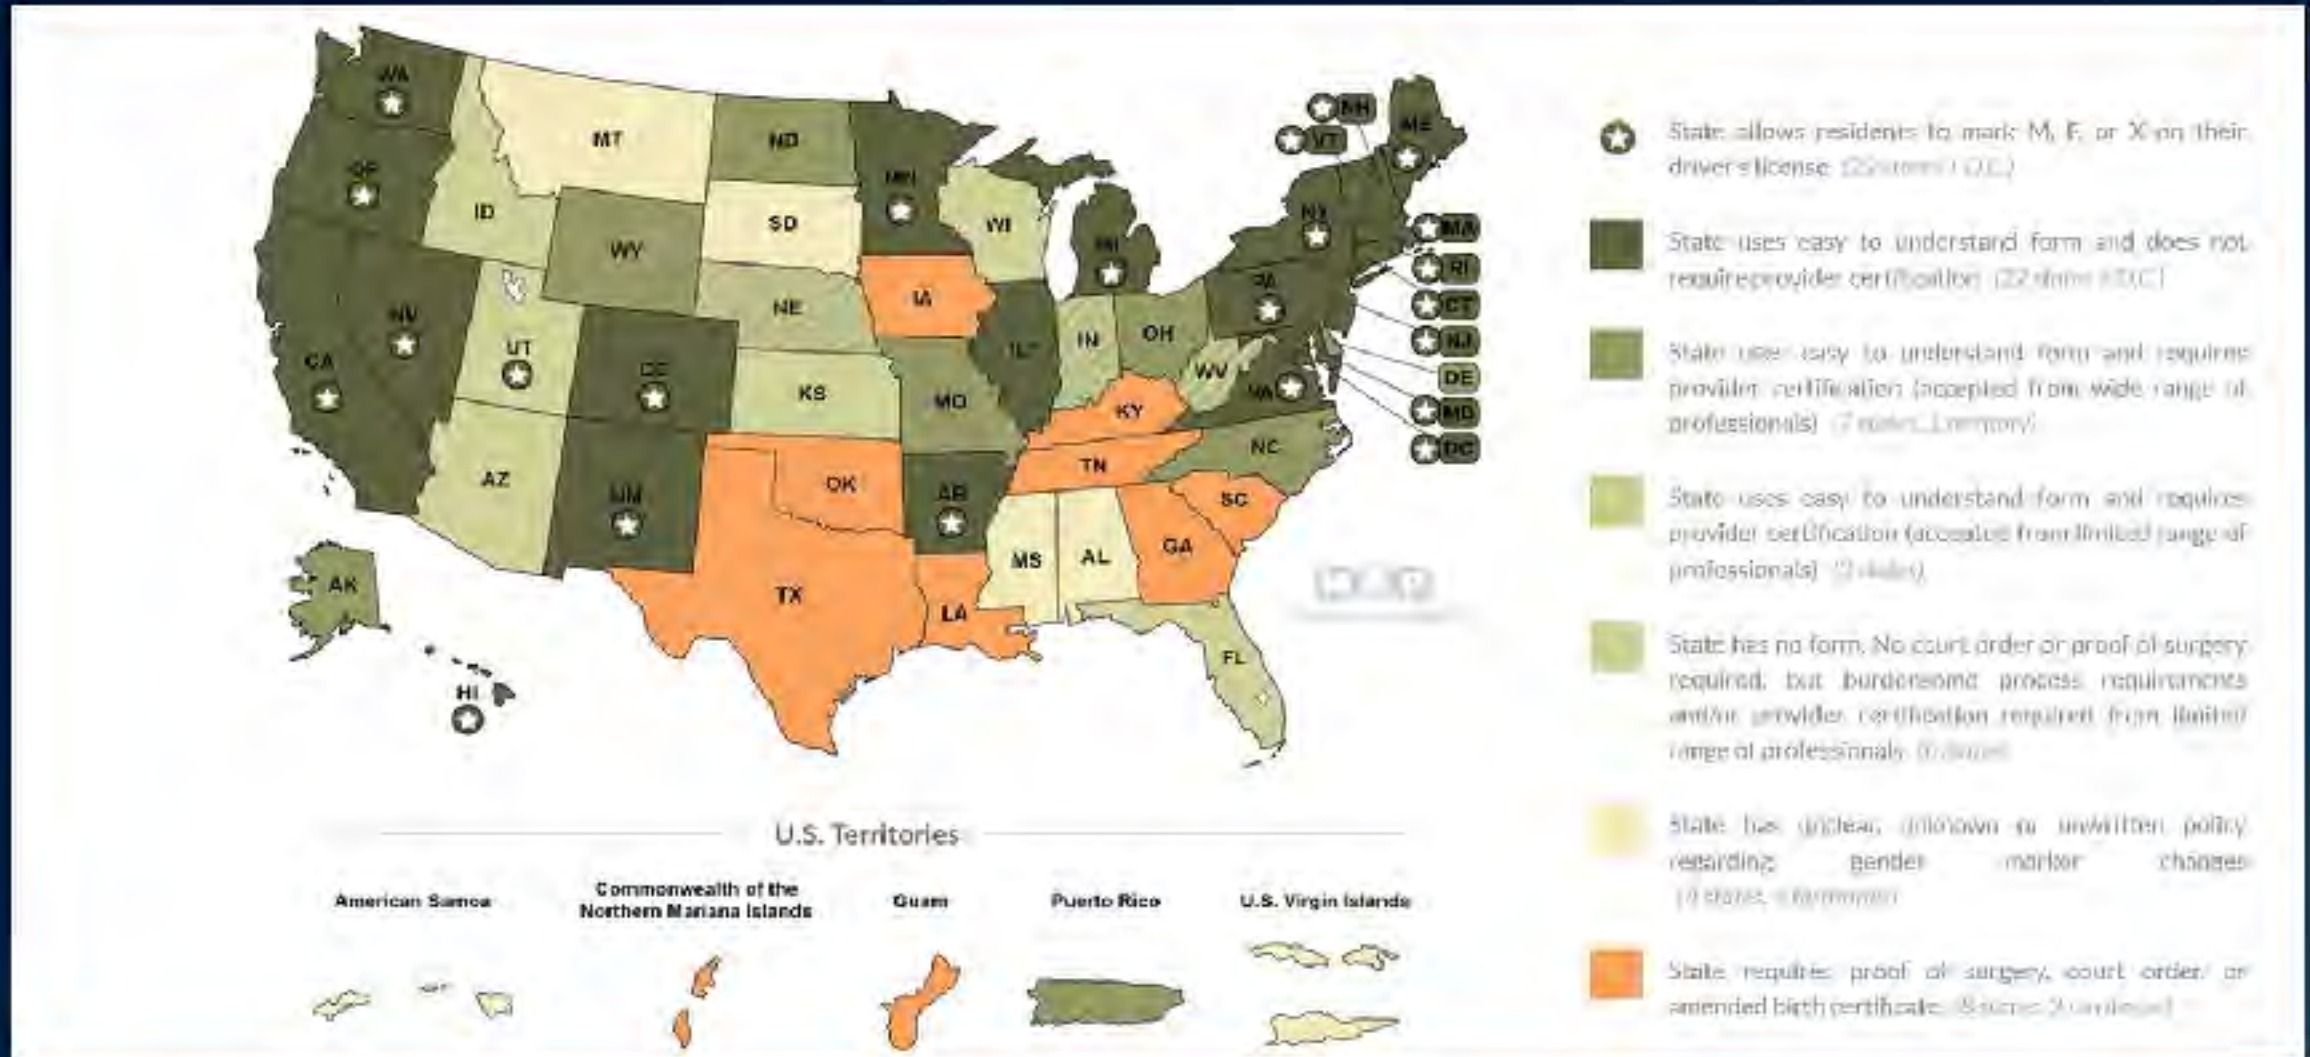 WA
MT
ND
MN
OR
ID
SD
WI
WY
MI
NY
ME
NH
VT
MA
RI
CT
NJ
DE
MD
DC
IA
NE
PA
NV
UT
CO
CA
IL
IN
OH
WV
VA
KS
MO
KY
NC
TN
AZ
NM
OK
AR
SC
MS
AL
GA
TX
LA
AK
HI
FL
U.S. Territories
American Samoa
Commonwealth of the
Northern Mariana Islands
Guam
Puerto Rico
U.S. Virgin Islands
State allows residents to mark M, F, or X on their
driver's license
State uses easy to understand form and does not
require provider certification
State uses easy to understand form and requires
provider certification (accepted from wide range of
professionals)
State uses easy to understand form and requires
provider certification (accepted from limited range of
professionals)
State has no form. No court order or proof of surgery
required, but burdensome process requirements
and/or provider certification required from limited
range of professionals
State has unclear, unknown or unwritten policy
regarding gender marker changes
State requires proof of surgery, court order, or
amended birth certificate